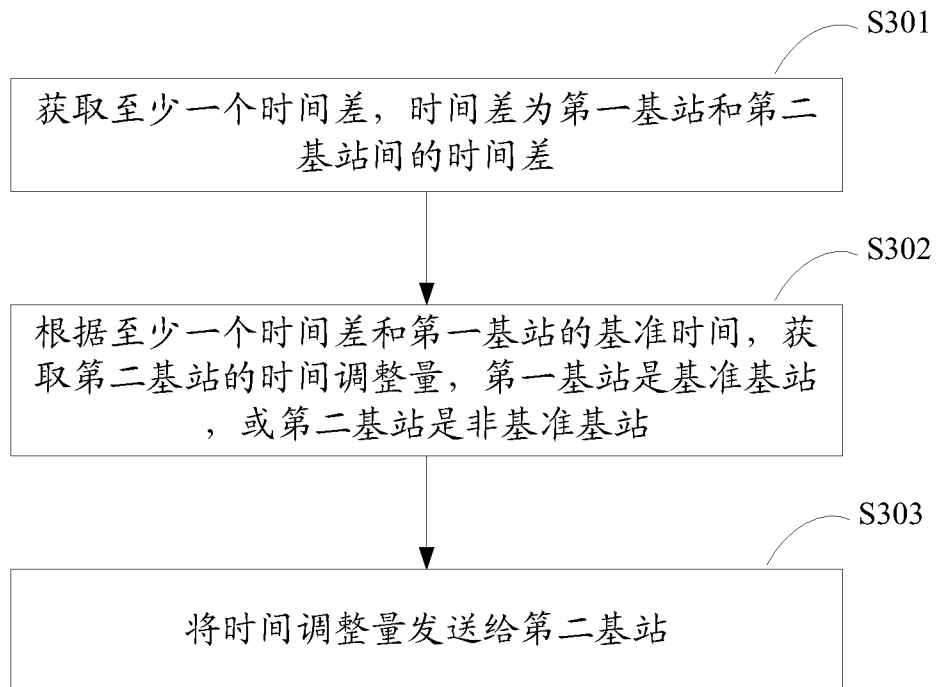 S301
获取至少一个时间差，时间差为第一基站和第二
基站间的时间差
S302
根据至少一个时间差和第一基站的基准时间，获
取第二基站的时间调整量，第一基站是基准基站
，或第二基站是非基准基站
S303
将时间调整量发送给第二基站